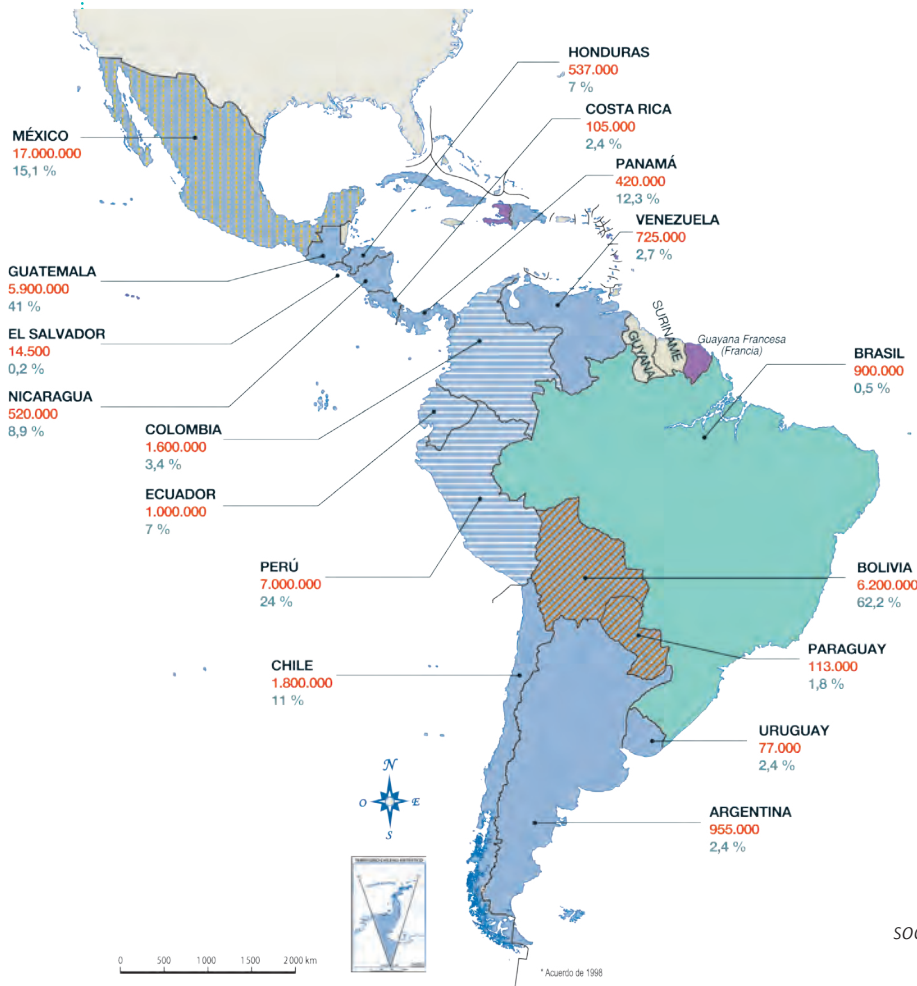 HONDURAS
537.000
7 %
COSTA RICA
105.000
2,4 %
MÉXICO
17.000.000
15,1 %
PANAMÁ
420.000
12,3 %
VENEZUELA
725.000
2,7 %
GUATEMALA
5.900.000
41 %
EL SALVADOR
14.500
0,2 %
NICARAGUA
520.000
8,9 %
GUYANA
SURINAME
Guayana Francesa
(Francia)
BRASIL
900.000
0,5 %
COLOMBIA
1.600.000
3,4 %
ECUADOR
1.000.000
7 %
PERÚ
7.000.000
24 %
BOLIVIA
6.200.000
62,2 %
PARAGUAY
113.000
1,8 %
CHILE
1.800.000
11 %
URUGUAY
77.000
2,4 %
ARGENTINA
955.000
2,4 %
N
O
E
S
SOC
0 500 1 000 1 500 2 000 km
* Acuerdo de 1998